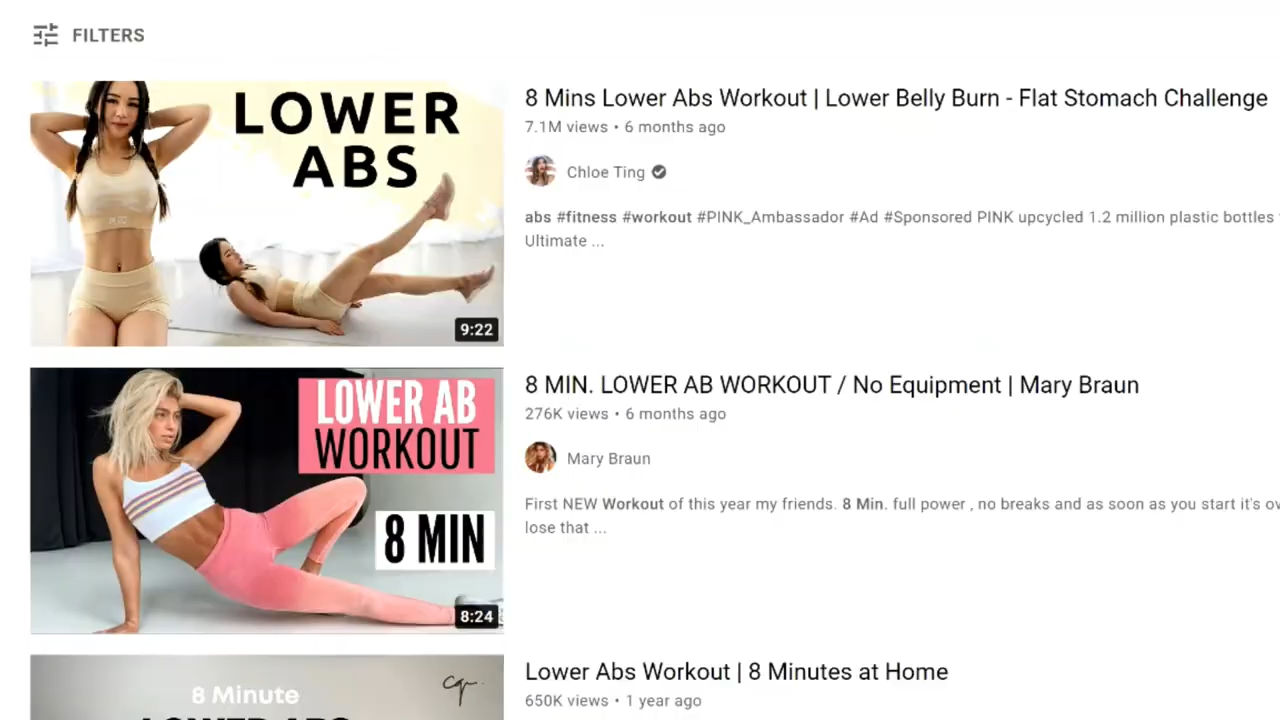 FILTERS
LOWER
ABS
9:22
8 Mins Lower Abs Workout | Lower Belly Burn - Flat Stomach Challenge
7.1M views • 6 months ago
Chloe Ting
abs #fitness #workout #PINK_Ambassador #Ad #Sponsored PINK upcycled 1.2 million plastic bottles
Ultimate ...
LOWER AB
WORKOUT
8 MIN
8:24
8 MIN. LOWER AB WORKOUT / No Equipment | Mary Braun
276K views • 6 months ago
Mary Braun
First NEW Workout of this year my friends. 8 Min. full power , no breaks and as soon as you start it's
lose that ...
8 Minute
LOWER ABS
Lower Abs Workout | 8 Minutes at Home
650K views • 1 year ago